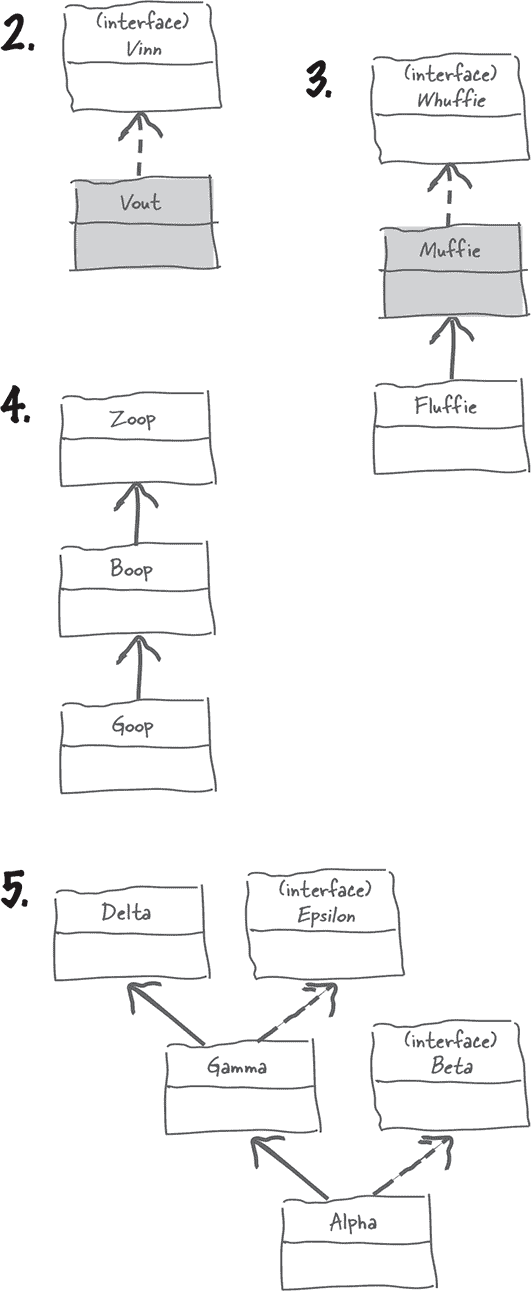 2.
(interface)
Vinn
Vout
3.
(interface)
Whuffie
Muffie
Fluffie
4.
Zoop
Boop
Goop
5.
Delta
(interface)
Epsilon
Gamma
(interface)
Beta
Alpha